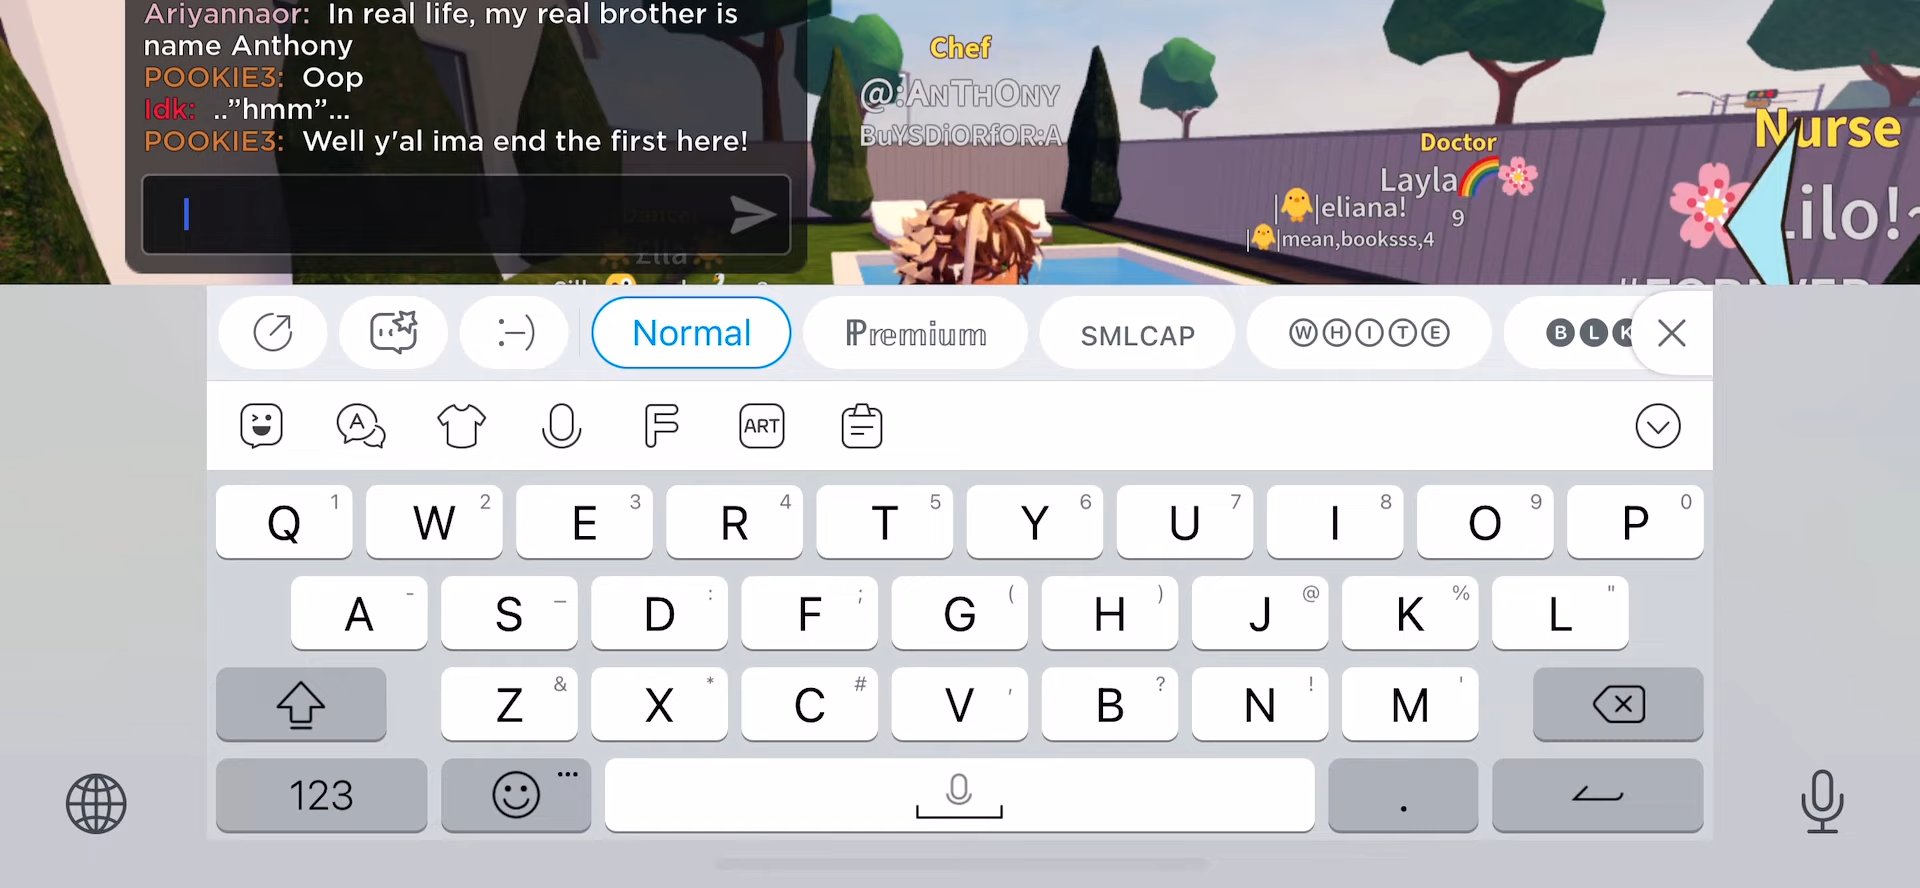 Ariyannaor: In real life, my real brother is
name Anthony
POOKIE3: Oop
Idk: .."hmm"...
POOKIE3: Well y'al ima end the first here!
Chef
@:AnThOny
BuYSDiORfOR:A
Doctor
Layla🌈🌸
|🐥|eliana!
9
|🐥|mean,booksss,4
Nurse
ilo!~
Dance
£lla
:-)
Normal
ℙremium
SMLCAP
ⓌⒽⒾⓉⒺ
🅑🅛🅚
ART
Q 1 W 2 E 3 R 4 T 5 Y 6 U 7 I 8 O 9 P 0
A - S _ D : F ; G ( H ) J @ K % L "
Z & X * C # V , B ? N ! M '
123 .